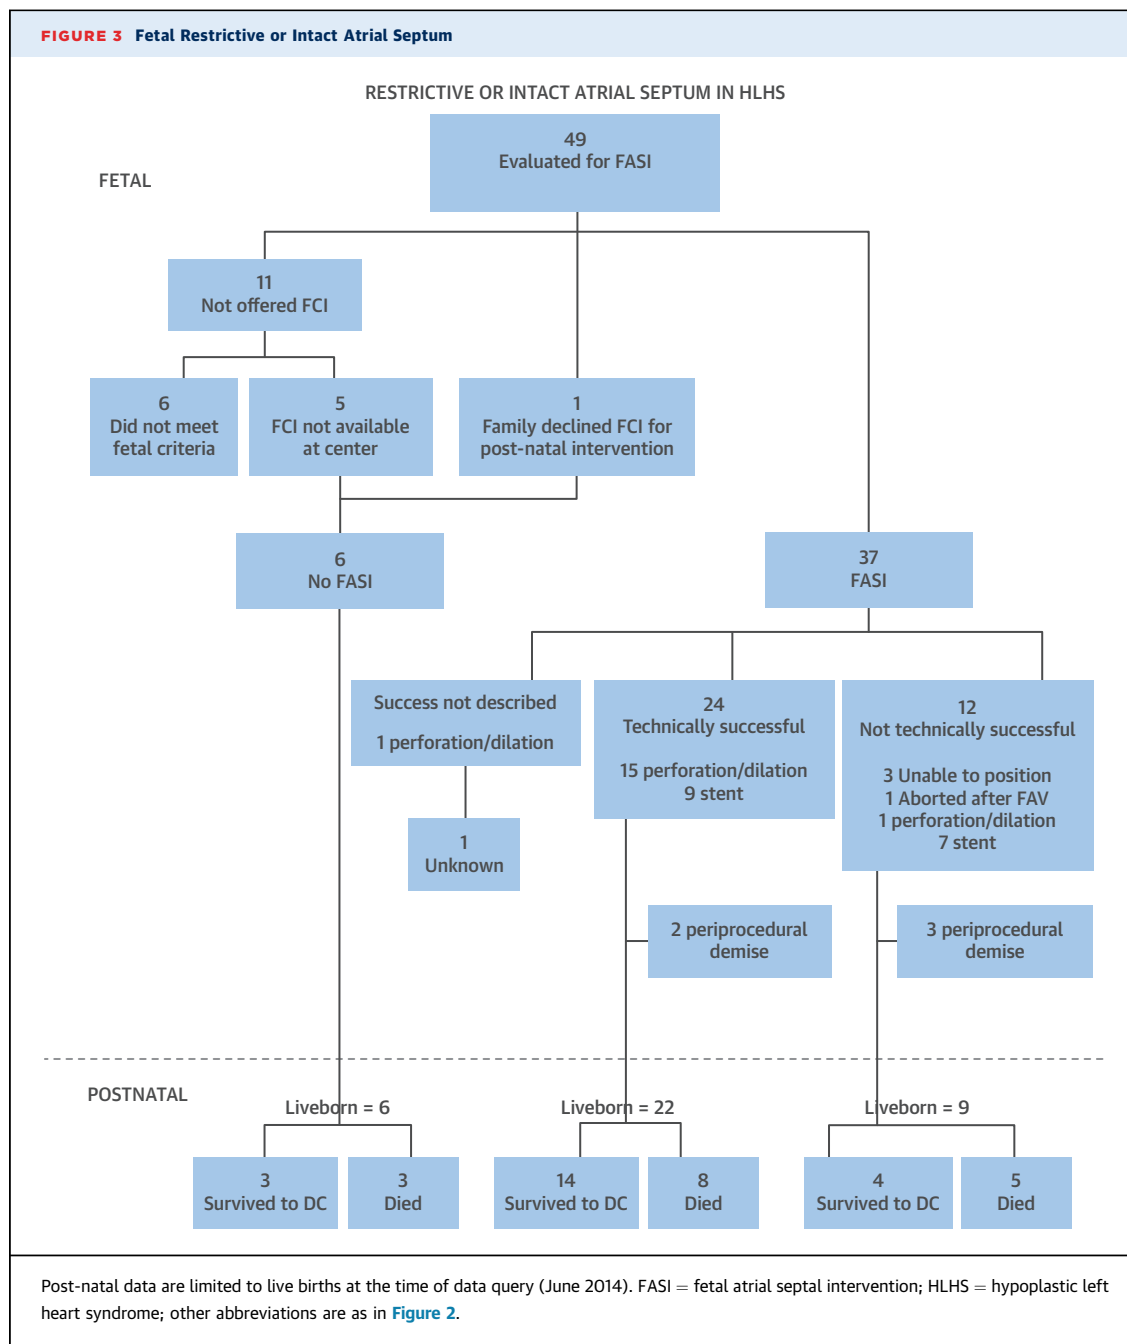 FIGURE 3 Fetal Restrictive or Intact Atrial Septum
RESTRICTIVE OR INTACT ATRIAL SEPTUM IN HLHS
49
Evaluated for FASI
FETAL
11
Not offered FCI
6
Did not meet
fetal criteria
5
FCI not available
at center
1
Family declined FCI for
post-natal intervention
6
No FASI
37
FASI
Success not described
1 perforation/dilation
24
Technically successful
15 perforation/dilation
9 stent
12
Not technically successful
3 Unable to position
1 Aborted after FAV
1 perforation/dilation
7 stent
1
Unknown
2 periprocedural
demise
3 periprocedural
demise
POSTNATAL
Liveborn = 6
Liveborn = 22
Liveborn = 9
3
Survived to DC
3
Died
14
Survived to DC
8
Died
4
Survived to DC
5
Died
Post-natal data are limited to live births at the time of data query (June 2014). FASI = fetal atrial septal intervention; HLHS = hypoplastic left
heart syndrome; other abbreviations are as in Figure 2.